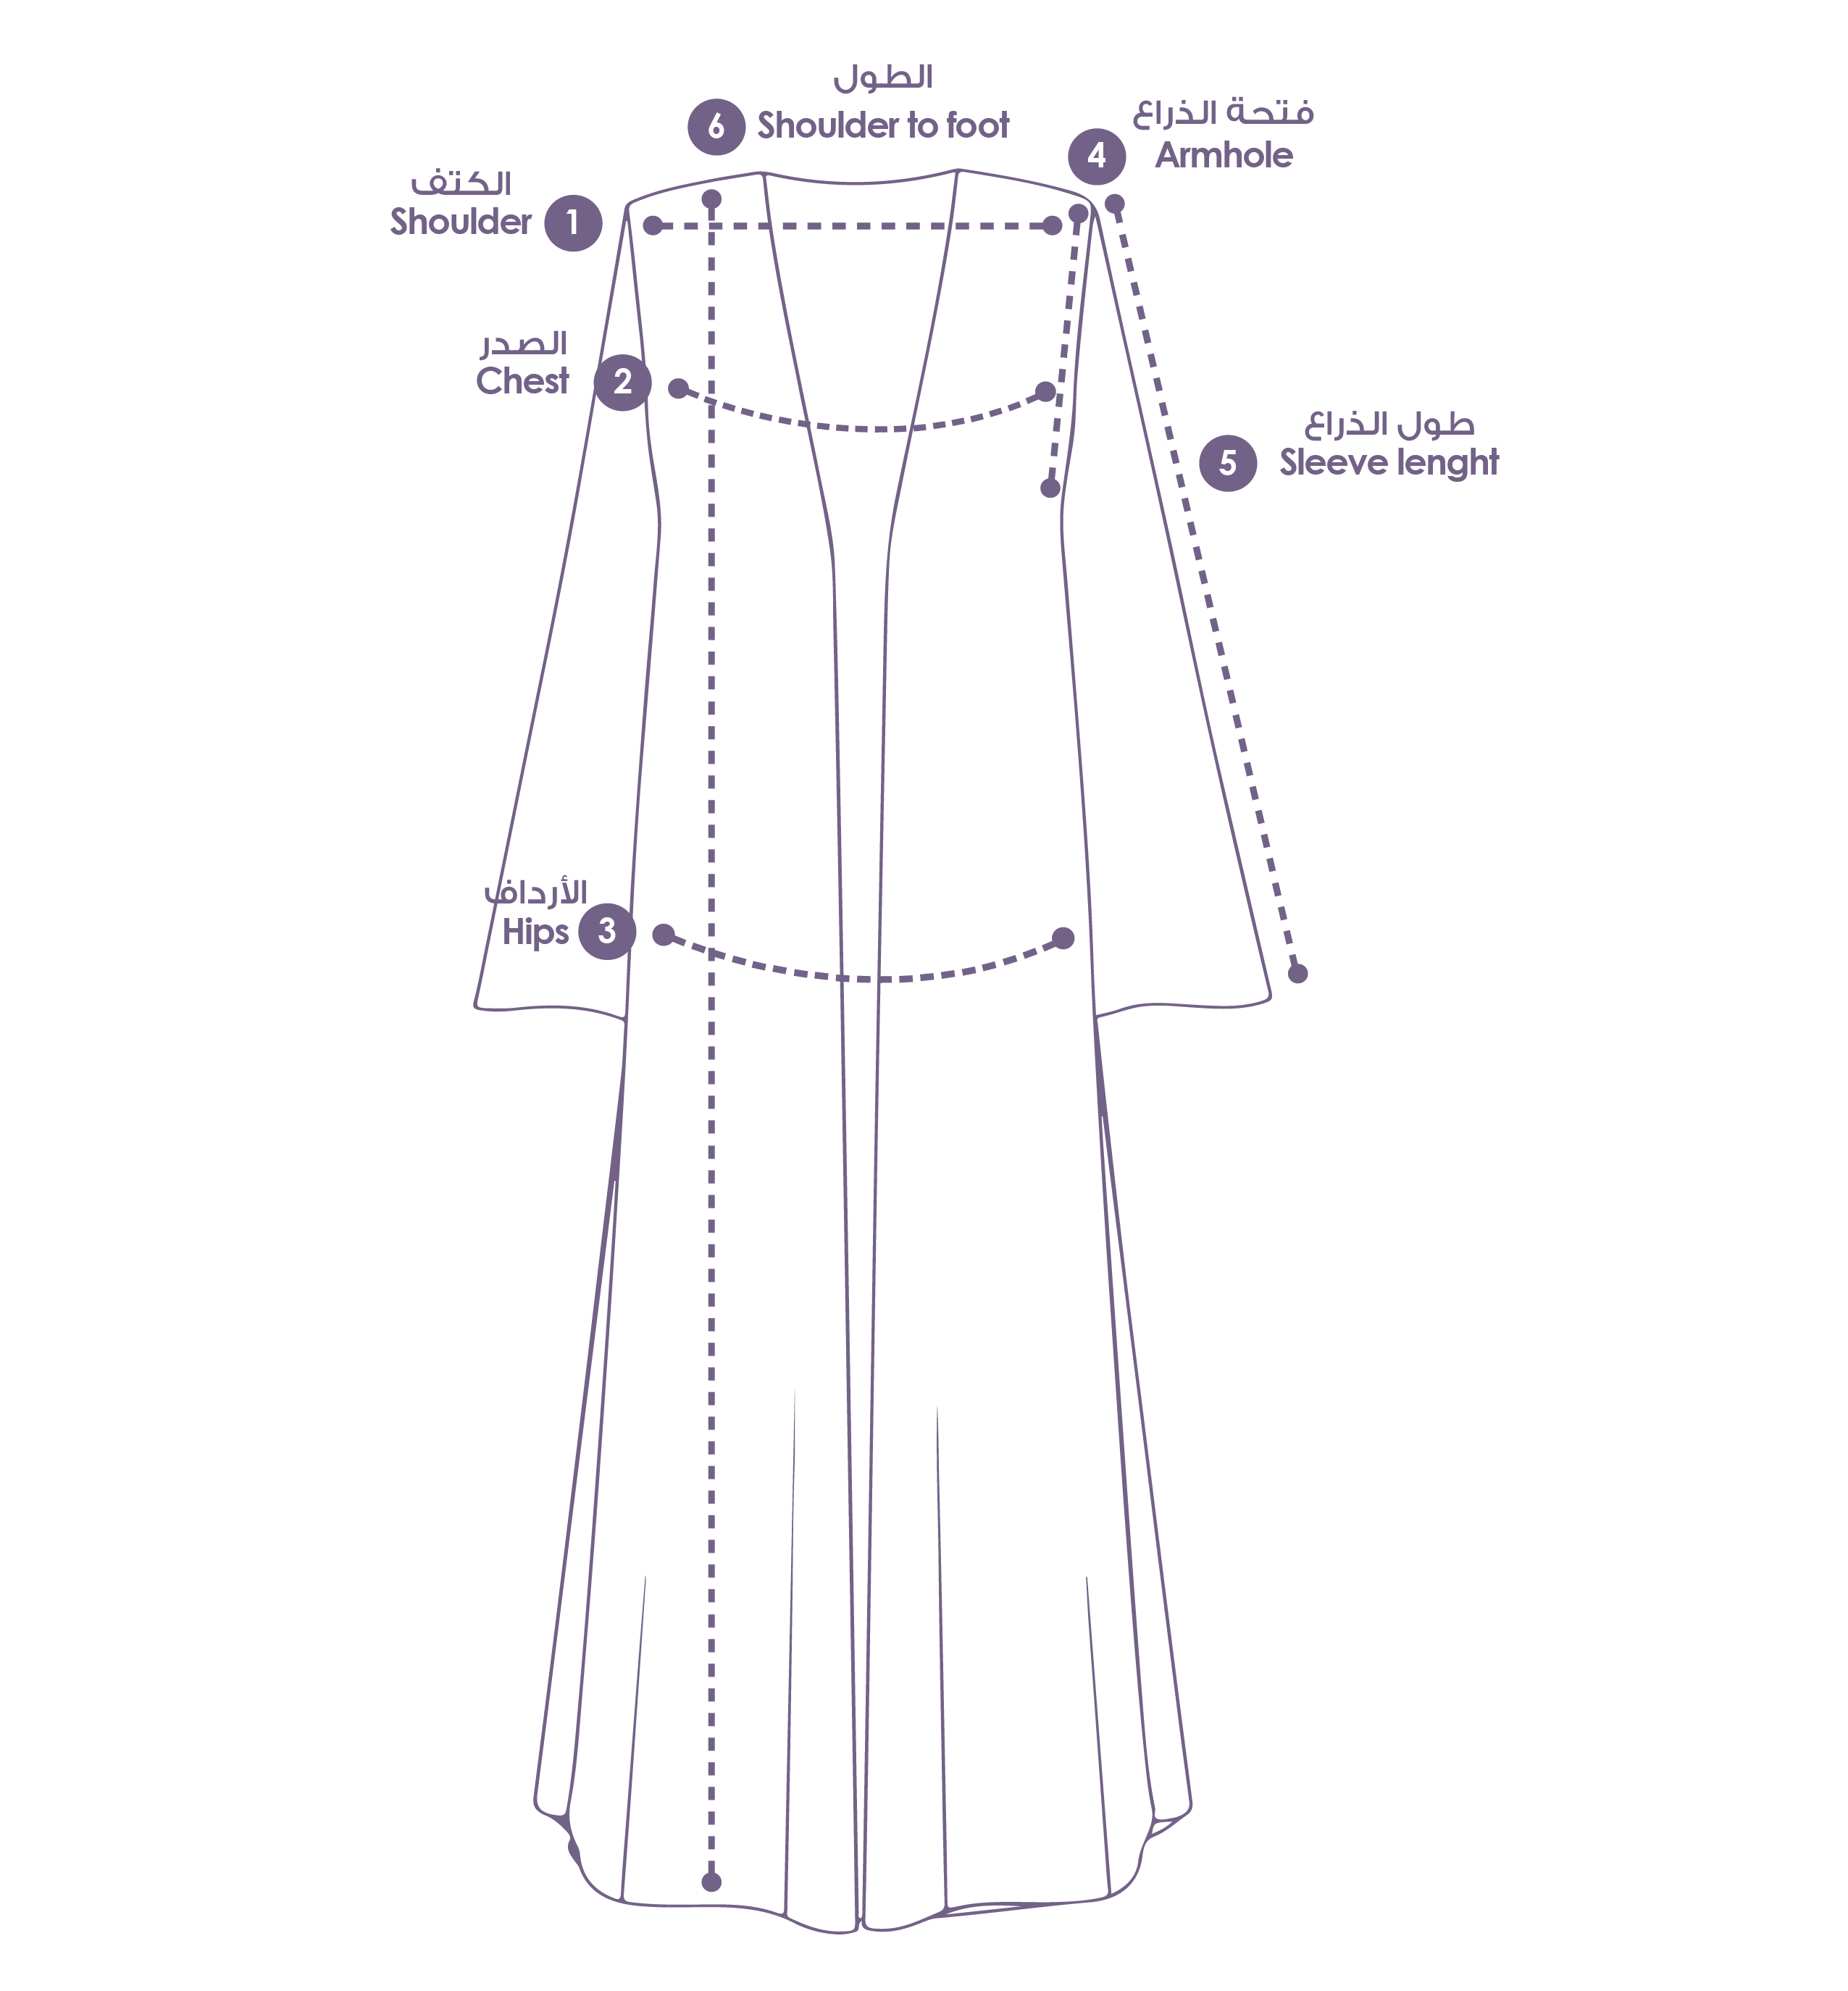 الطول
6 Shoulder to foot
فتحة الذراع
4 Armhole
الكتف
Shoulder 1
الصدر
Chest 2
طول الذراع
5 Sleeve lenght
الأرداف
Hips 3